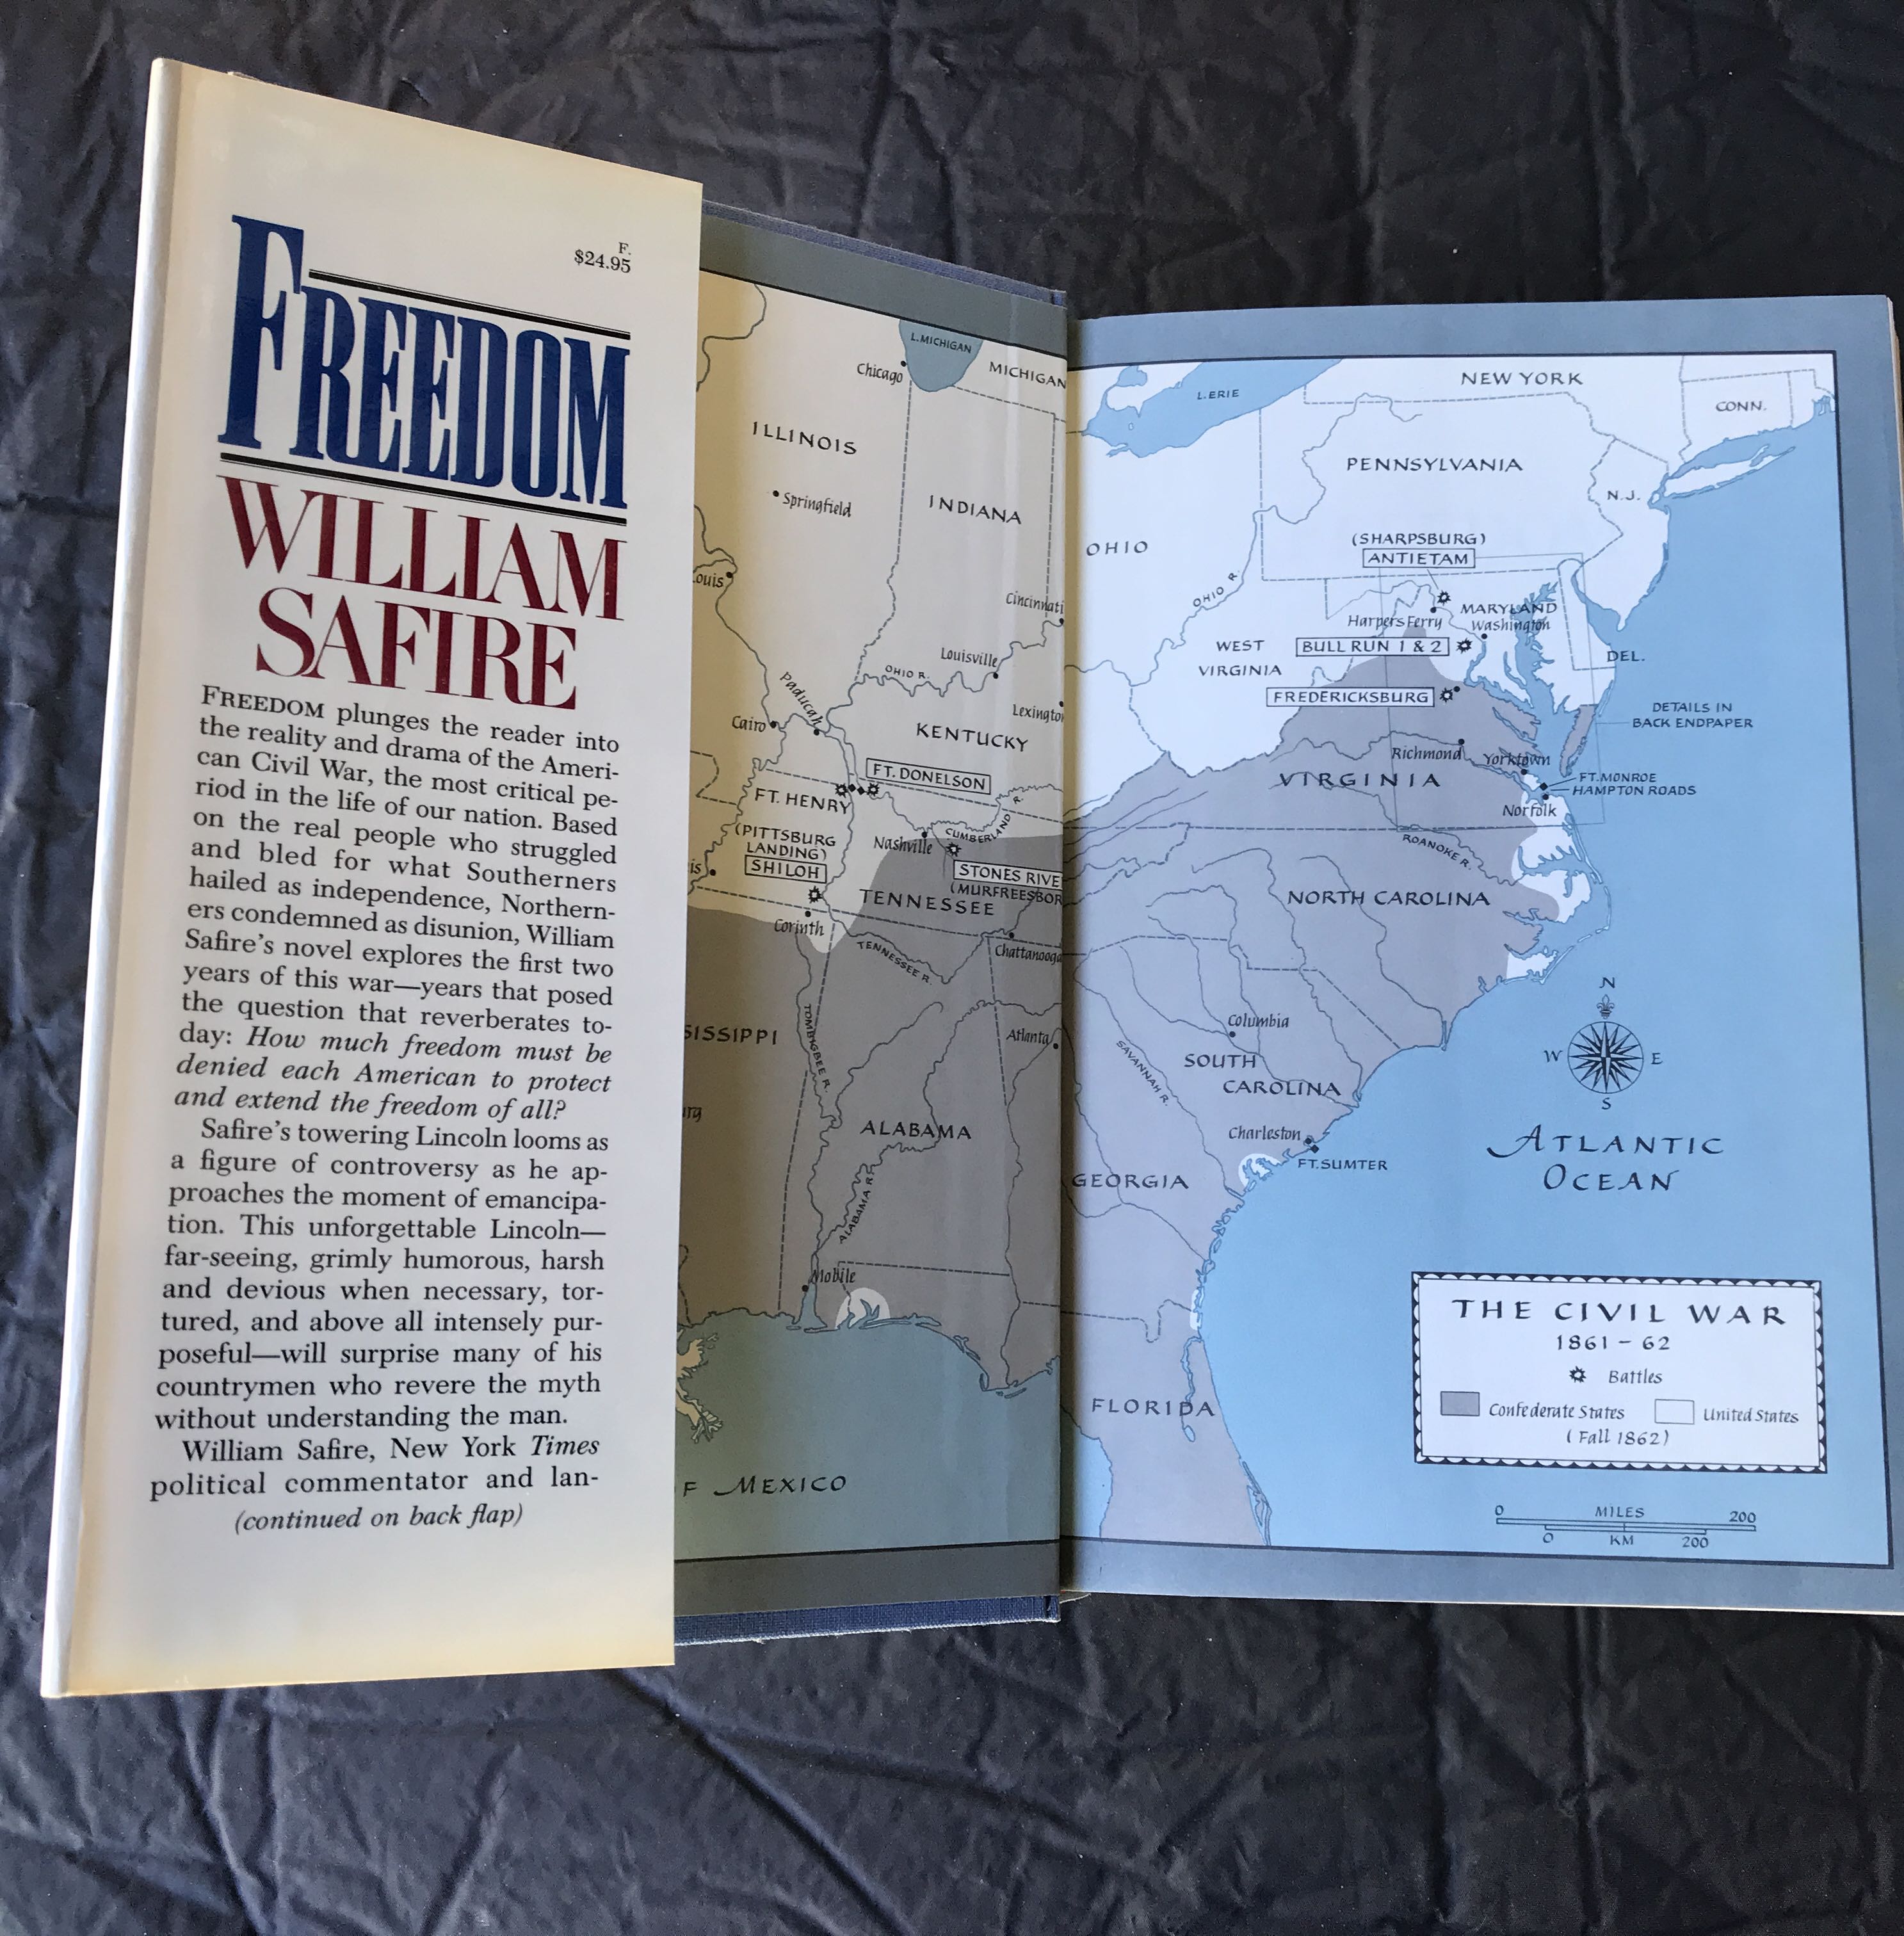 F.
$24.95
FREEDOM
WILLIAM
SAFIRE
FREEDOM plunges the reader into
the reality and drama of the Ameri-
can Civil War, the most critical pe-
riod in the life of our nation. Based
on the real people who struggled
and bled for what Southerners
hailed as independence, Northern-
ers condemned as disunion, William
Safire's novel explores the first two
years of this war—years that posed
the question that reverberates to-
day: How much freedom must be
denied each American to protect
and extend the freedom of all?
Safire's towering Lincoln looms as
a figure of controversy as he ap-
proaches the moment of emancipa-
tion. This unforgettable Lincoln—
far-seeing, grimly humorous, harsh
and devious when necessary, tor-
tured, and above all intensely pur-
poseful—will surprise many of his
countrymen who revere the myth
without understanding the man.
William Safire, New York Times
political commentator and lan-
(continued on back flap)
L. MICHIGAN
Chicago
MICHIGAN
ILLINOIS
Springfield
INDIANA
ouis
Cincinnati
Louisville
OHIO R.
Paducah
Lexingto
Cairo
KENTUCKY
FT. DONELSON
FT. HENRY
CUMBERLAND R.
(PITTSBURG
LANDING)
SHILOH
Nashville
STONES RIVE
(MURFREESBOR
is
TENNESSEE
Corinth
TENNESSEE R.
Chattanooga
SISSIPPI
TOMBIGBEE R.
Atlanta
rg
ALABAMA
ALABAMA R.
Mobile
F MEXICO
L. ERIE
NEW YORK
CONN.
PENNSYLVANIA
N.J.
OHIO
(SHARPSBURG)
ANTIETAM
OHIO R.
Harpers Ferry
MARYLAND
Washington
WEST
VIRGINIA
BULL RUN 1 & 2
DEL.
FREDERICKSBURG
DETAILS IN
BACK ENDPAPER
Richmond
Yorktown
VIRGINIA
FT. MONROE
HAMPTON ROADS
Norfolk
ROANOKE R.
NORTH CAROLINA
N
W
E
S
Columbia
SOUTH
CAROLINA
SAVANNAH R.
Charleston
FT. SUMTER
ATLANTIC
OCEAN
GEORGIA
FLORIDA
THE CIVIL WAR
1861 – 62
Battles
Confederate States
United States
(Fall 1862)
0 MILES 200
0 KM 200